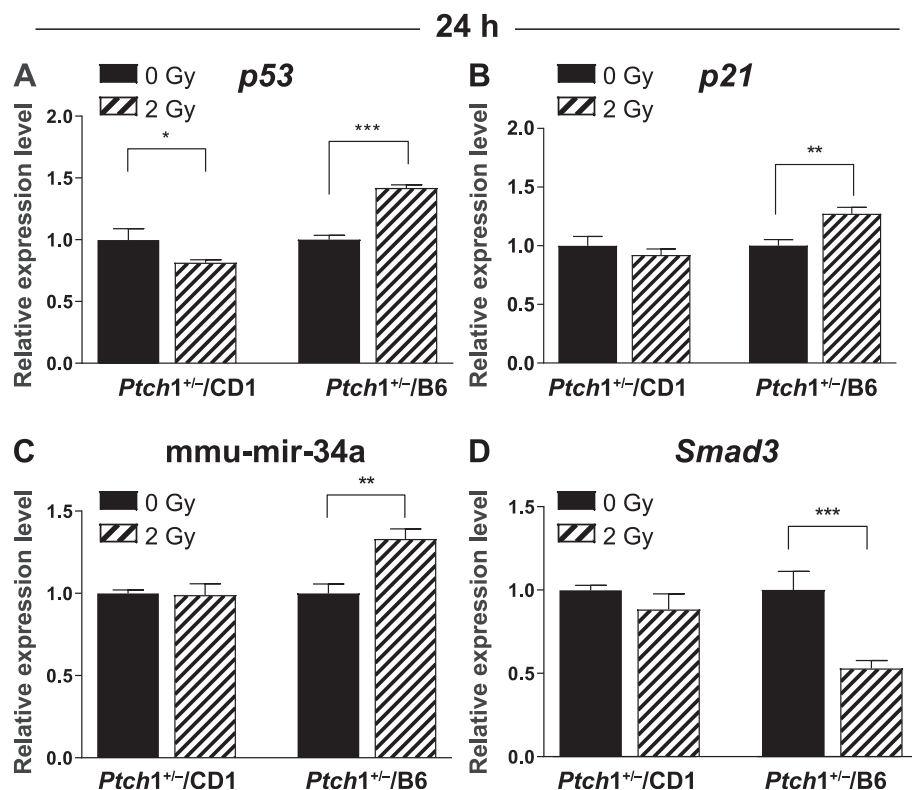 24 h
A p53
0 Gy
2 Gy
Relative expression level
2.0
1.5
1.0
0.5
0.0
*
***
Ptch1+/–/CD1 Ptch1+/–/B6
B p21
0 Gy
2 Gy
Relative expression level
2.0
1.5
1.0
0.5
0.0
**
Ptch1+/–/CD1 Ptch1+/–/B6
C mmu-mir-34a
0 Gy
2 Gy
Relative expression level
1.5
1.0
0.5
0.0
**
Ptch1+/–/CD1 Ptch1+/–/B6
D Smad3
0 Gy
2 Gy
Relative expression level
1.5
1.0
0.5
0.0
***
Ptch1+/–/CD1 Ptch1+/–/B6